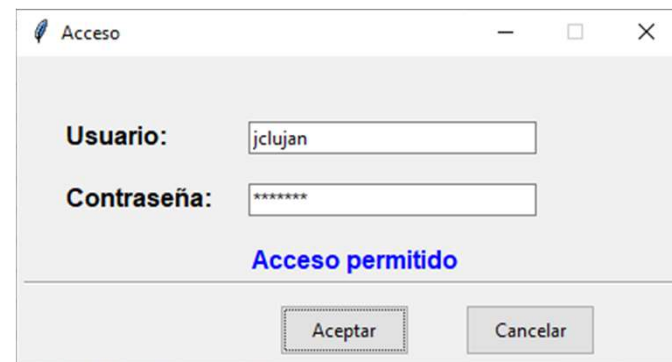 Acceso
Usuario: jclujan
Contraseña: *******
Acceso permitido
Aceptar Cancelar